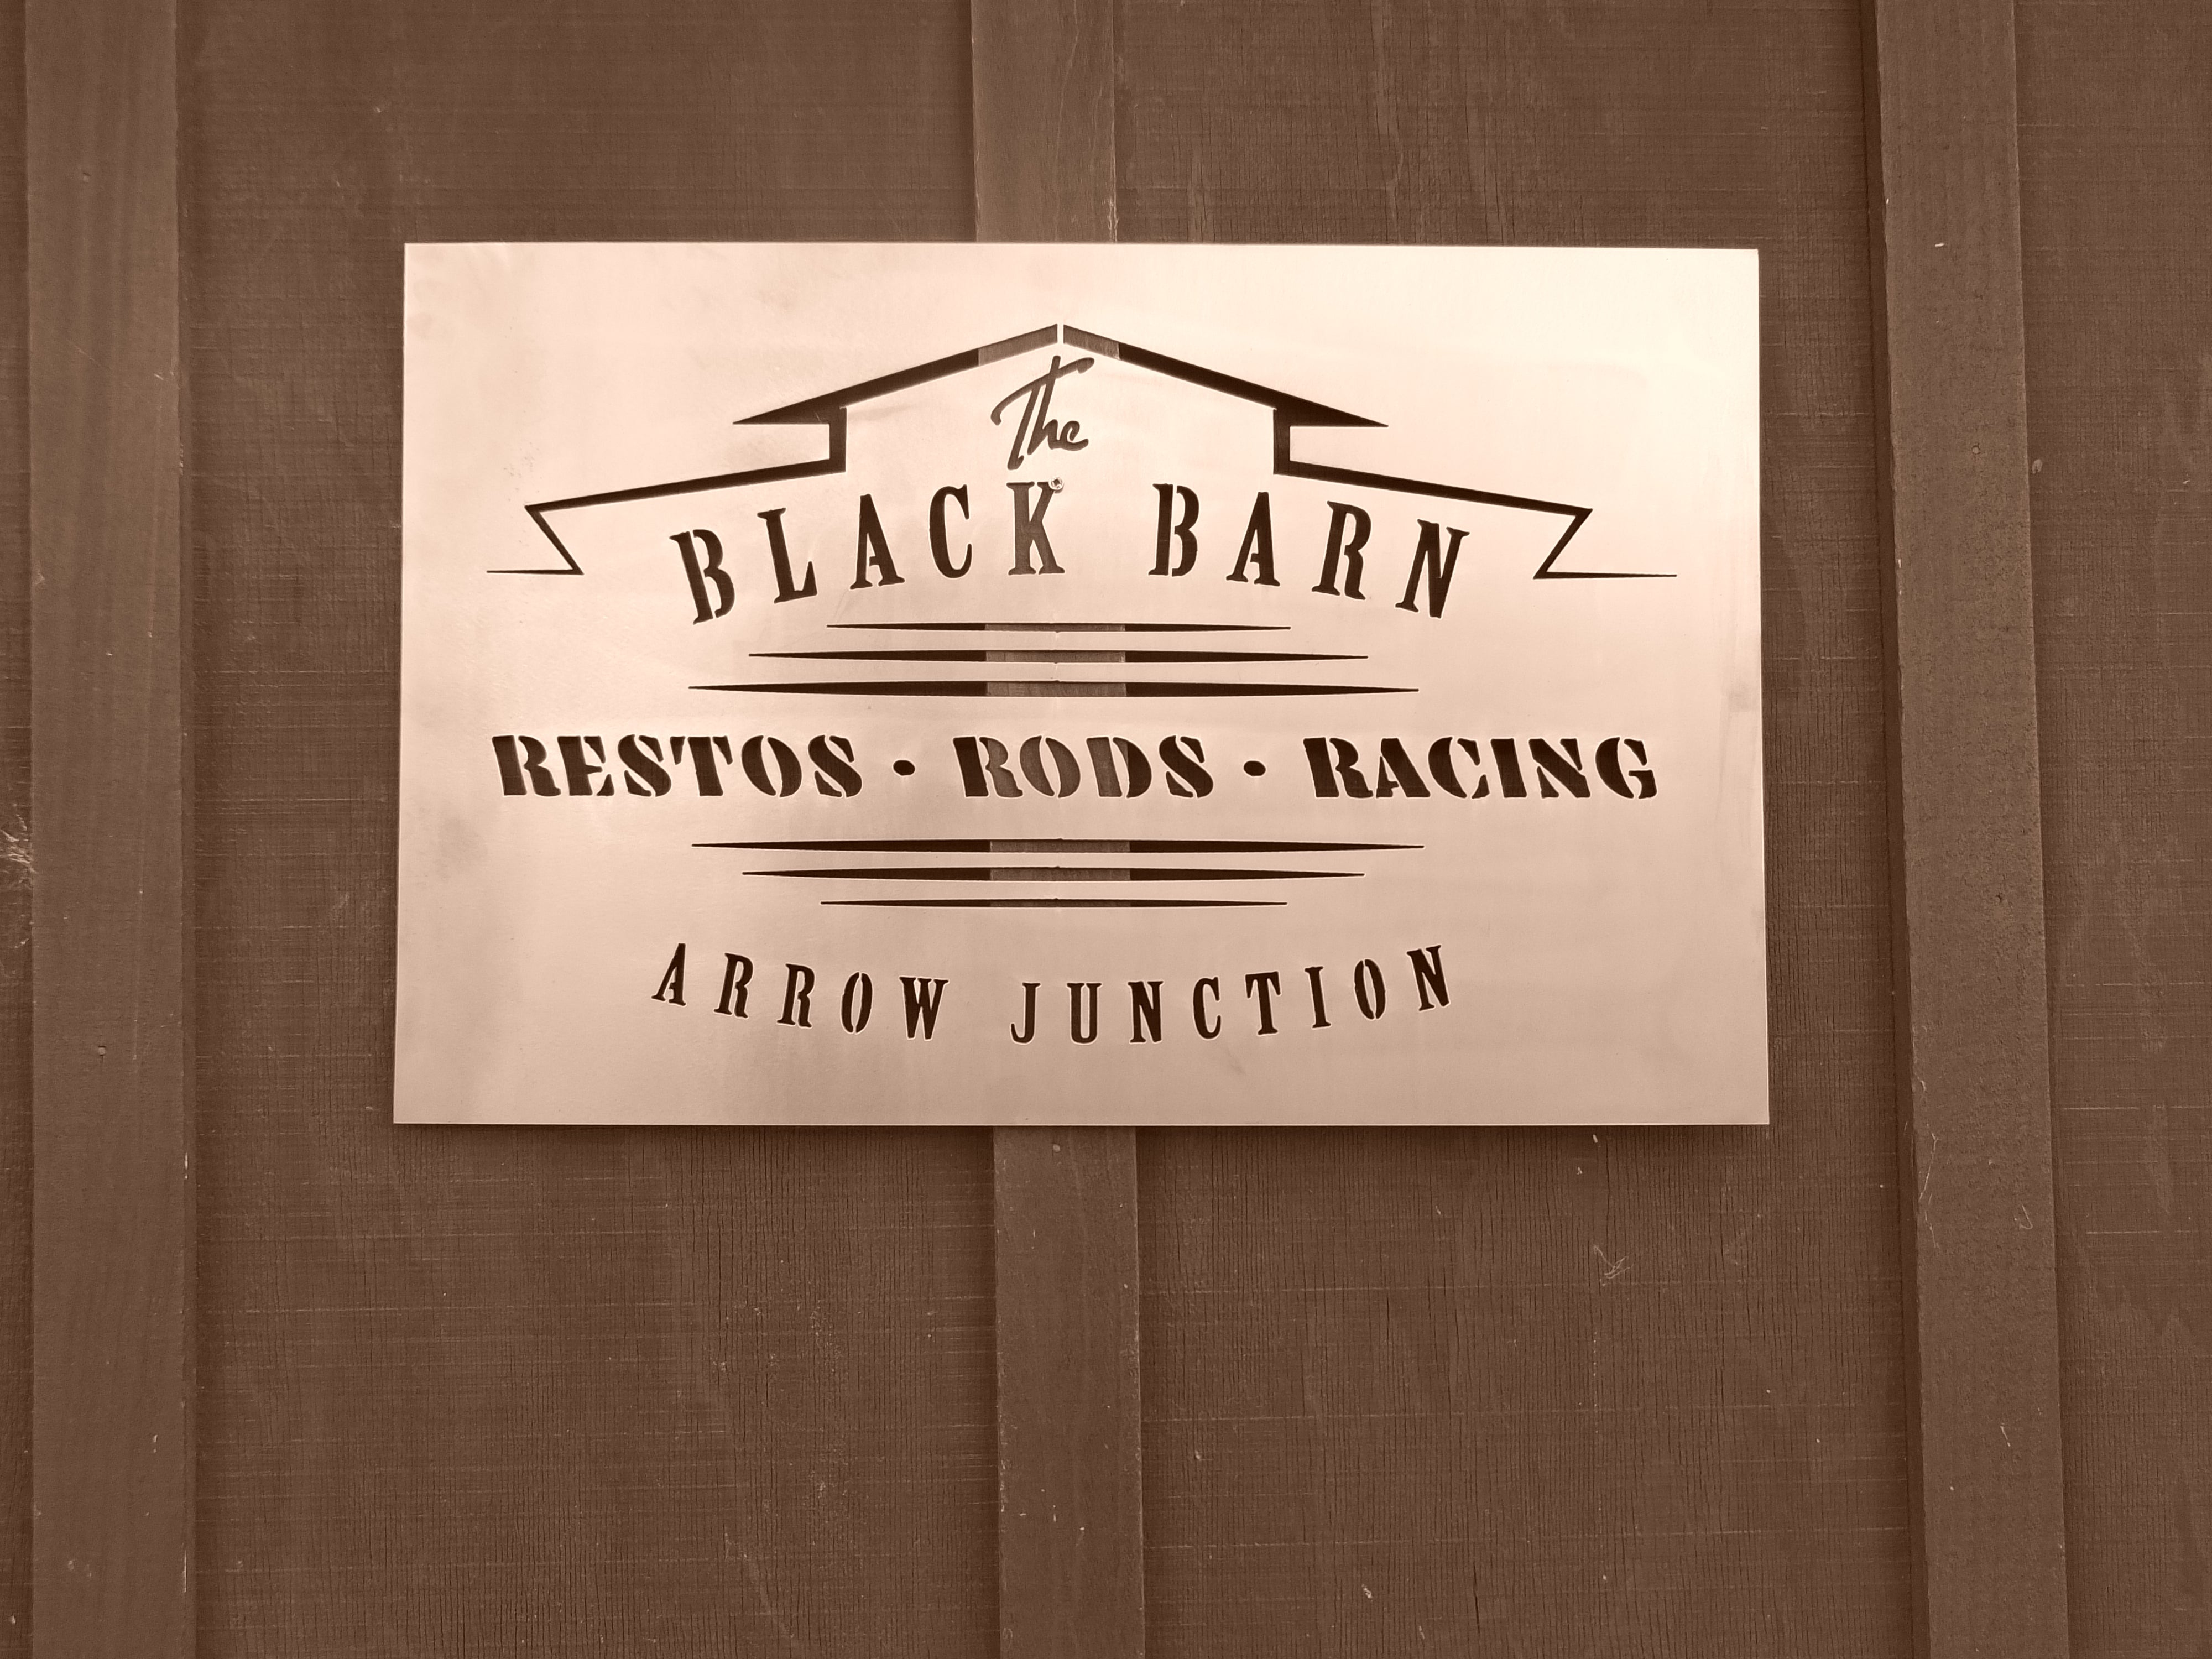 The
BLACK BARN
RESTOS • RODS • RACING
ARROW JUNCTION